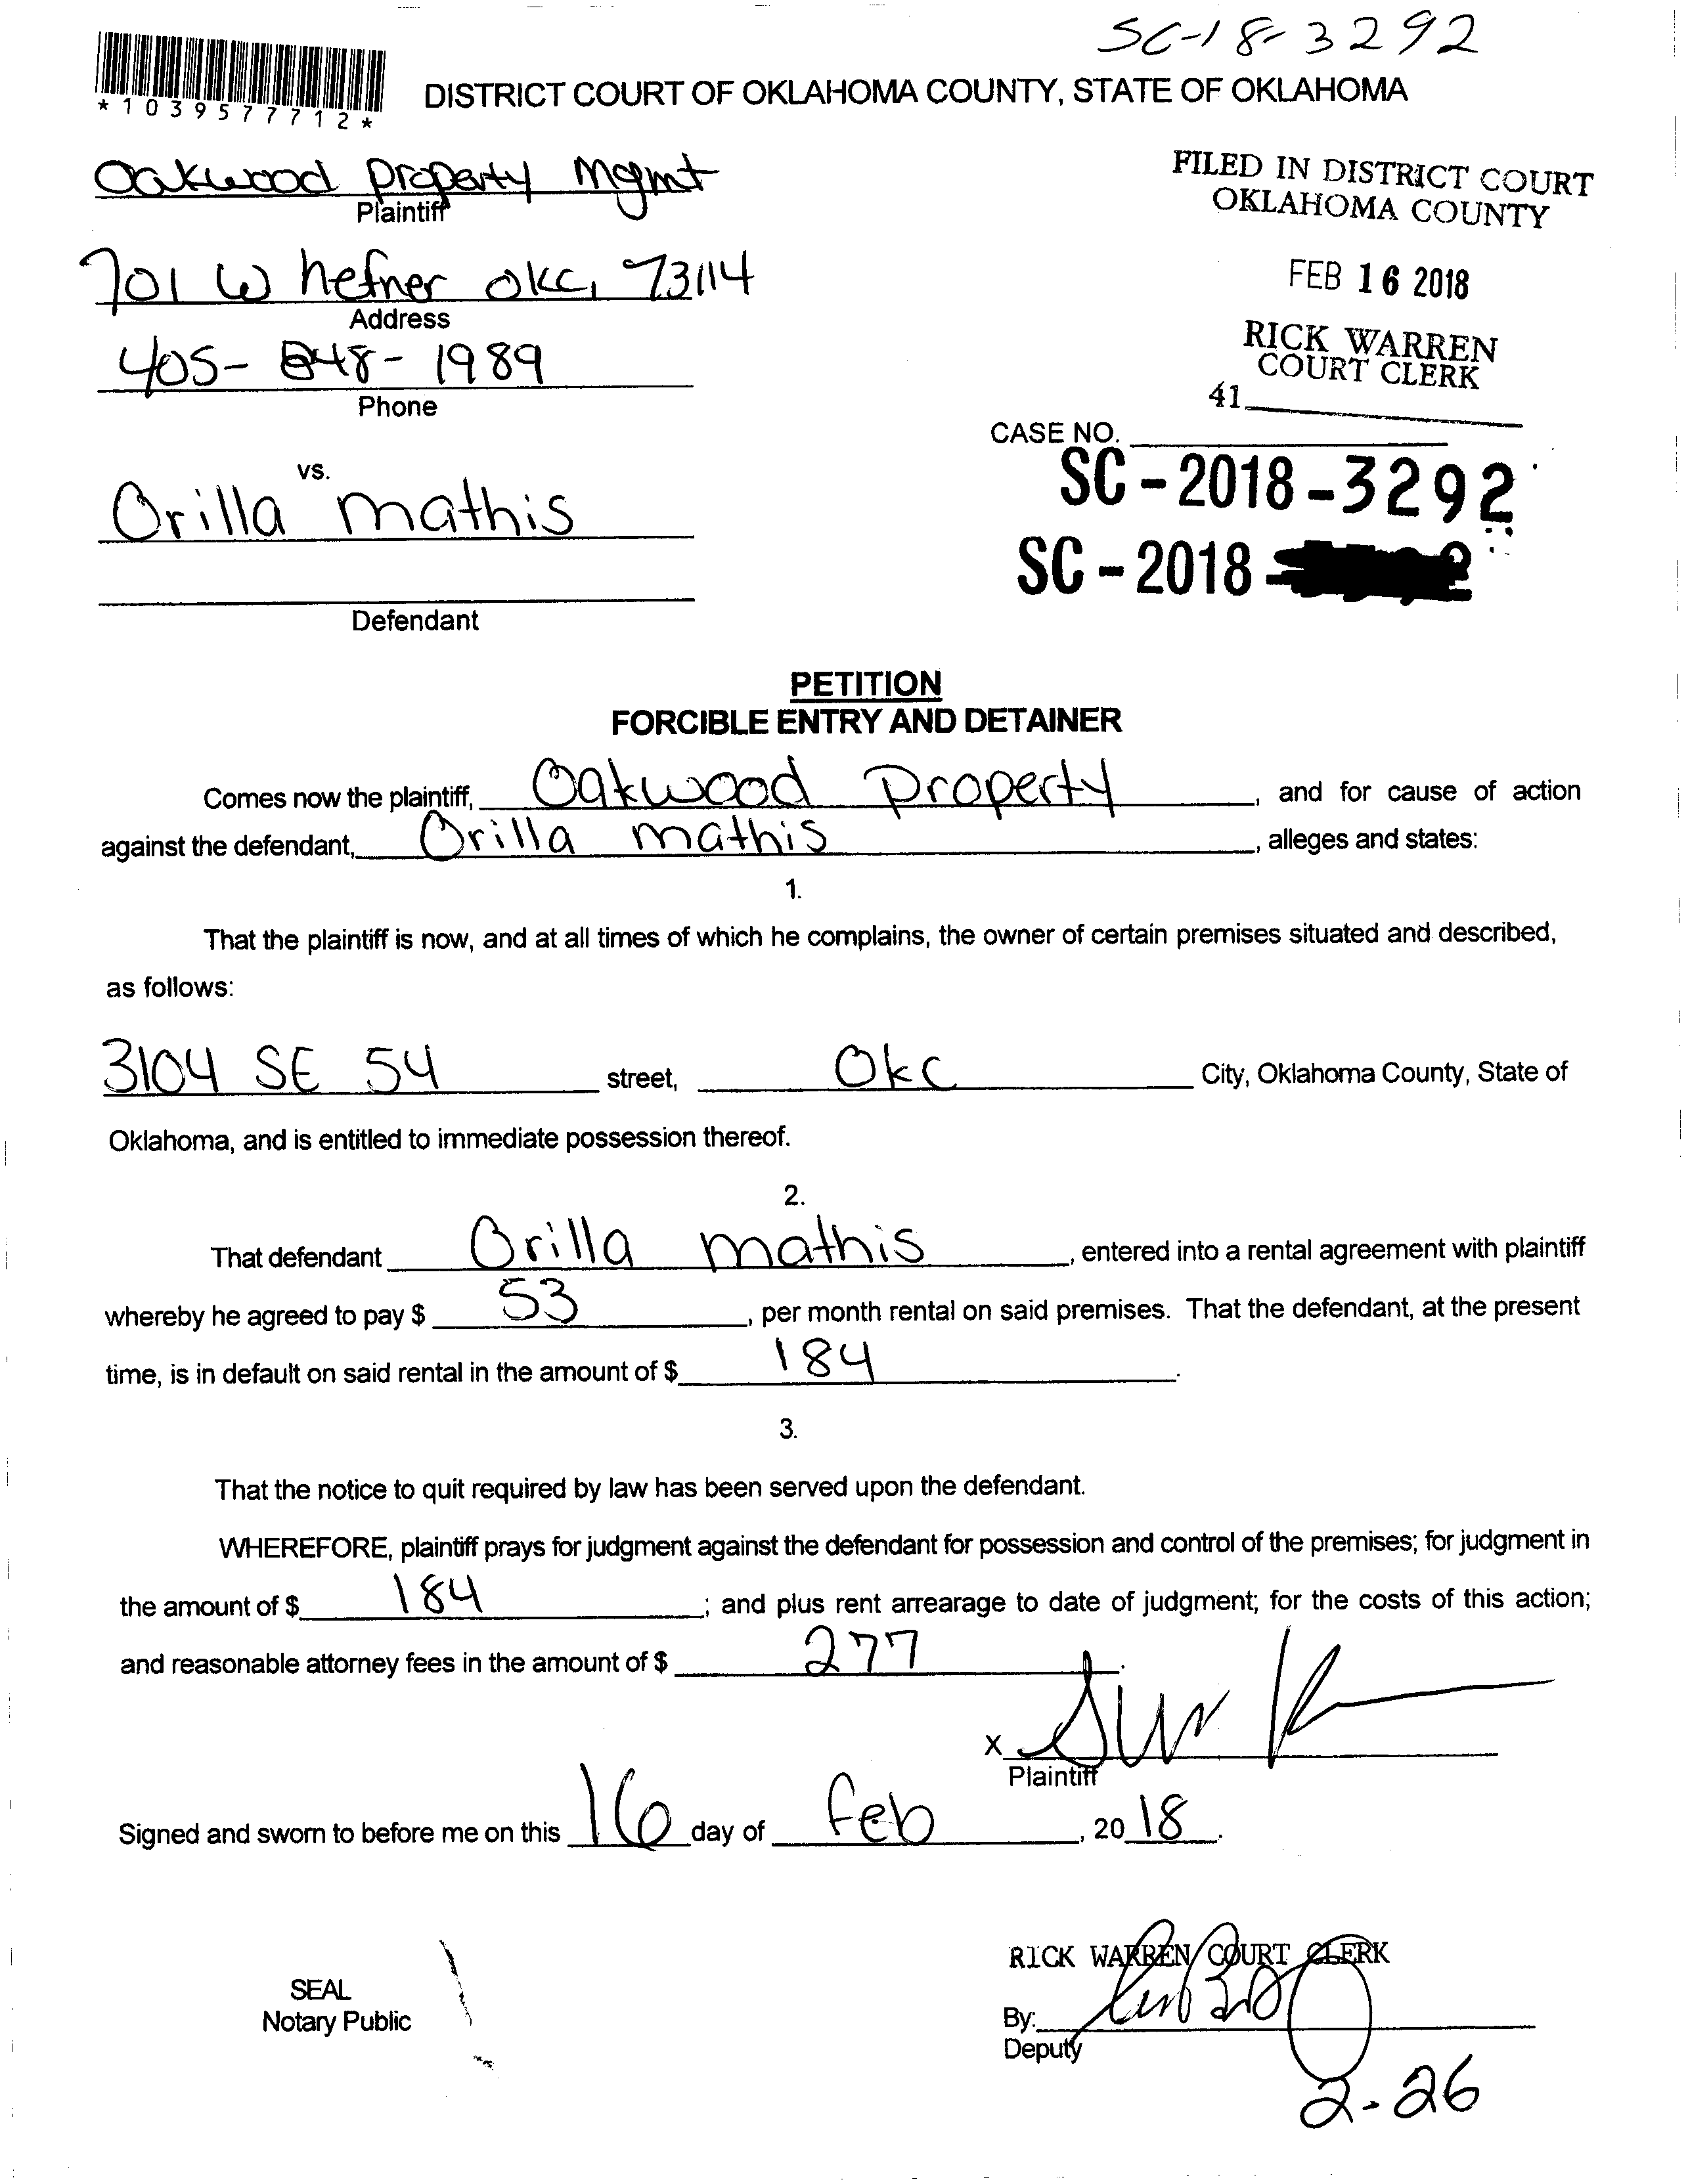 SC-18-3292
*1039577712*
DISTRICT COURT OF OKLAHOMA COUNTY, STATE OF OKLAHOMA
Oakwood Property Mgmt
Plaintiff
FILED IN DISTRICT COURT
OKLAHOMA COUNTY
701 W hefner okc, 73114
Address
FEB 16 2018
405-848-1989
Phone
RICK WARREN
COURT CLERK
41
CASE NO.
SC-2018-3292
vs.
Orilla mathis
SC-2018
Defendant
PETITION
FORCIBLE ENTRY AND DETAINER
Comes now the plaintiff, Oakwood Property, and for cause of action
against the defendant, Orilla mathis, alleges and states:
1.
That the plaintiff is now, and at all times of which he complains, the owner of certain premises situated and described,
as follows:
3104 SE 54 street, Okc City, Oklahoma County, State of
Oklahoma, and is entitled to immediate possession thereof.
2.
That defendant Orilla mathis, entered into a rental agreement with plaintiff
whereby he agreed to pay $ 53, per month rental on said premises. That the defendant, at the present
time, is in default on said rental in the amount of $ 184.
3.
That the notice to quit required by law has been served upon the defendant.
WHEREFORE, plaintiff prays for judgment against the defendant for possession and control of the premises; for judgment in
the amount of $ 184; and plus rent arrearage to date of judgment; for the costs of this action;
and reasonable attorney fees in the amount of $ 277.
X
Plaintiff
Signed and sworn to before me on this 16 day of feb, 2018.
RICK WARREN COURT CLERK
SEAL
Notary Public
By:
Deputy
2-26